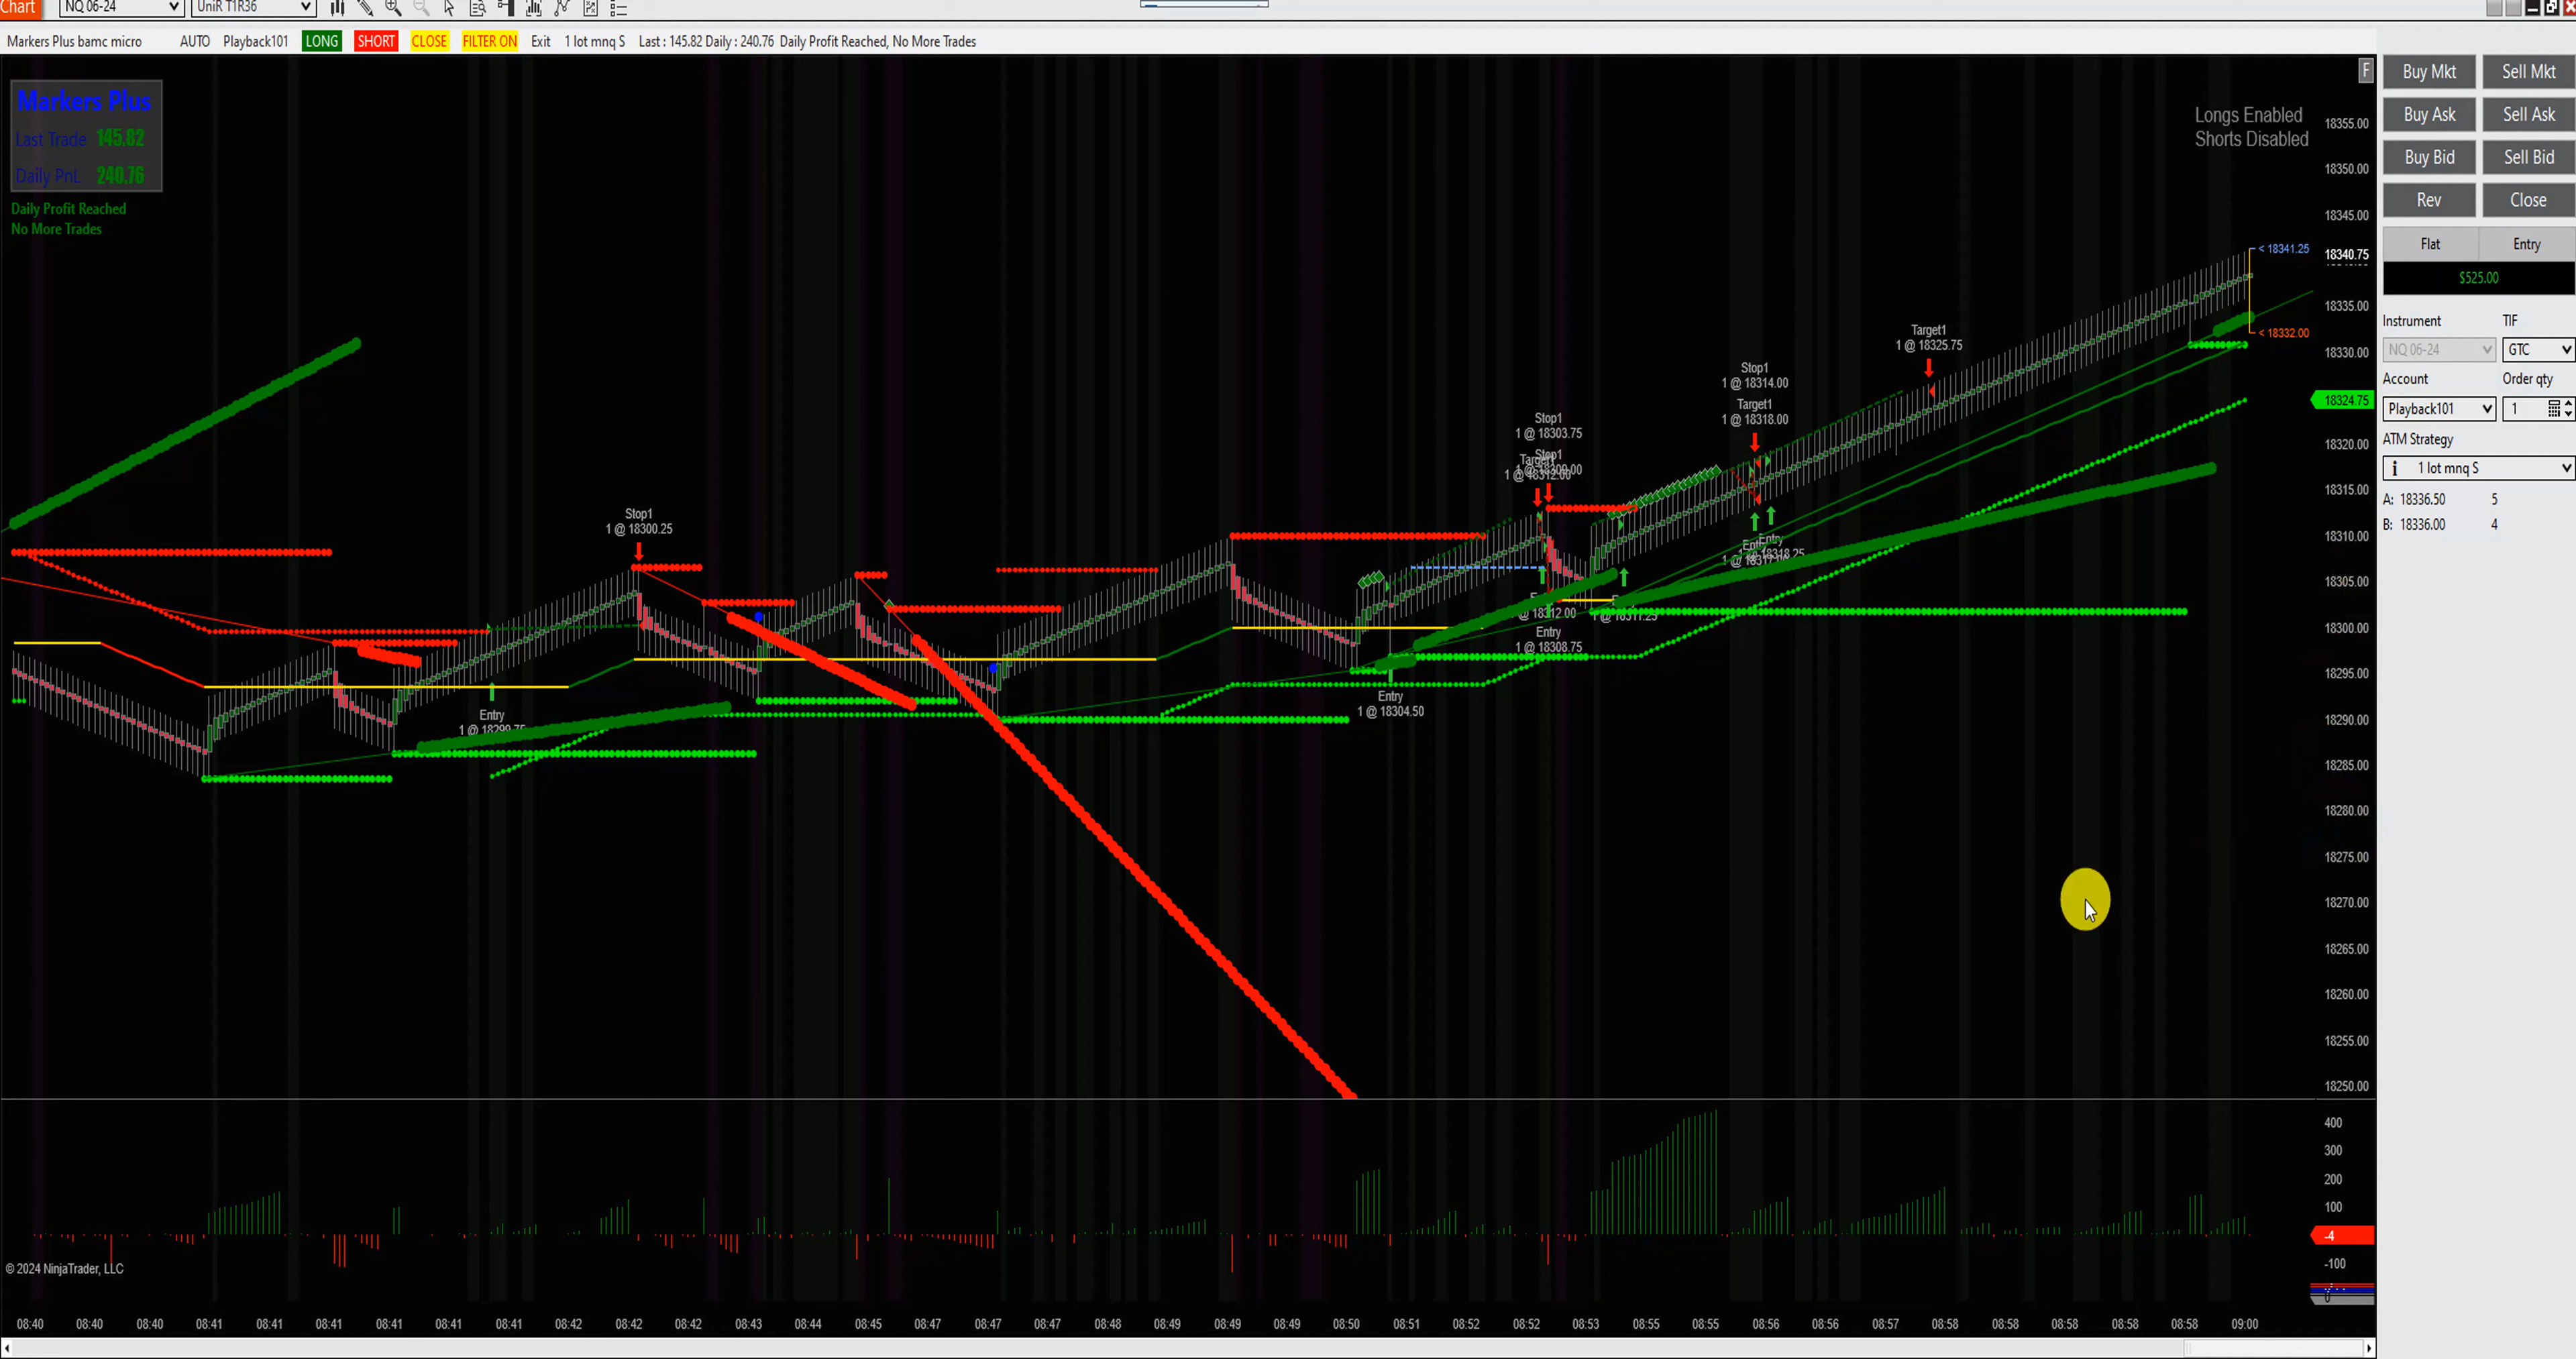 Chart NQ 06-24 UniR T1R36
Markers Plus bamc micro AUTO Playback101 LONG SHORT CLOSE FILTER ON Exit 1 lot mnq S Last : 145.82 Daily : 240.76 Daily Profit Reached, No More Trades
Markers Plus
Last Trade 145.82
Daily PnL 240.76
Daily Profit Reached
No More Trades
F
Longs Enabled
Shorts Disabled
Stop1
1 @ 18300.25
Entry
Stop1
1 @ 18303.75
Stop1
Entry
1 @ 18304.50
1 @ 18312.00
Entry
1 @ 18308.75
Stop1
1 @ 18314.00
Target1
1 @ 18318.00
Entry
Target1
1 @ 18325.75
< 18341.25
< 18332.00
18355.00
18350.00
18345.00
18340.75
18335.00
18330.00
18324.75
18320.00
18315.00
18310.00
18305.00
18300.00
18295.00
18290.00
18285.00
18280.00
18275.00
18270.00
18265.00
18260.00
18255.00
18250.00
400
300
200
100
-4
-100
© 2024 NinjaTrader, LLC
08:40 08:40 08:40 08:41 08:41 08:41 08:41 08:41 08:41 08:42 08:42 08:42 08:43 08:44 08:45 08:47 08:47 08:47 08:48 08:49 08:49 08:49 08:50 08:51 08:52 08:52 08:53 08:55 08:55 08:56 08:56 08:57 08:58 08:58 08:58 08:58 08:58 09:00
Buy Mkt Sell Mkt
Buy Ask Sell Ask
Buy Bid Sell Bid
Rev Close
Flat Entry
$525.00
Instrument TIF
NQ 06-24 GTC
Account Order qty
Playback101 1
ATM Strategy
1 lot mnq S
A: 18336.50 5
B: 18336.00 4